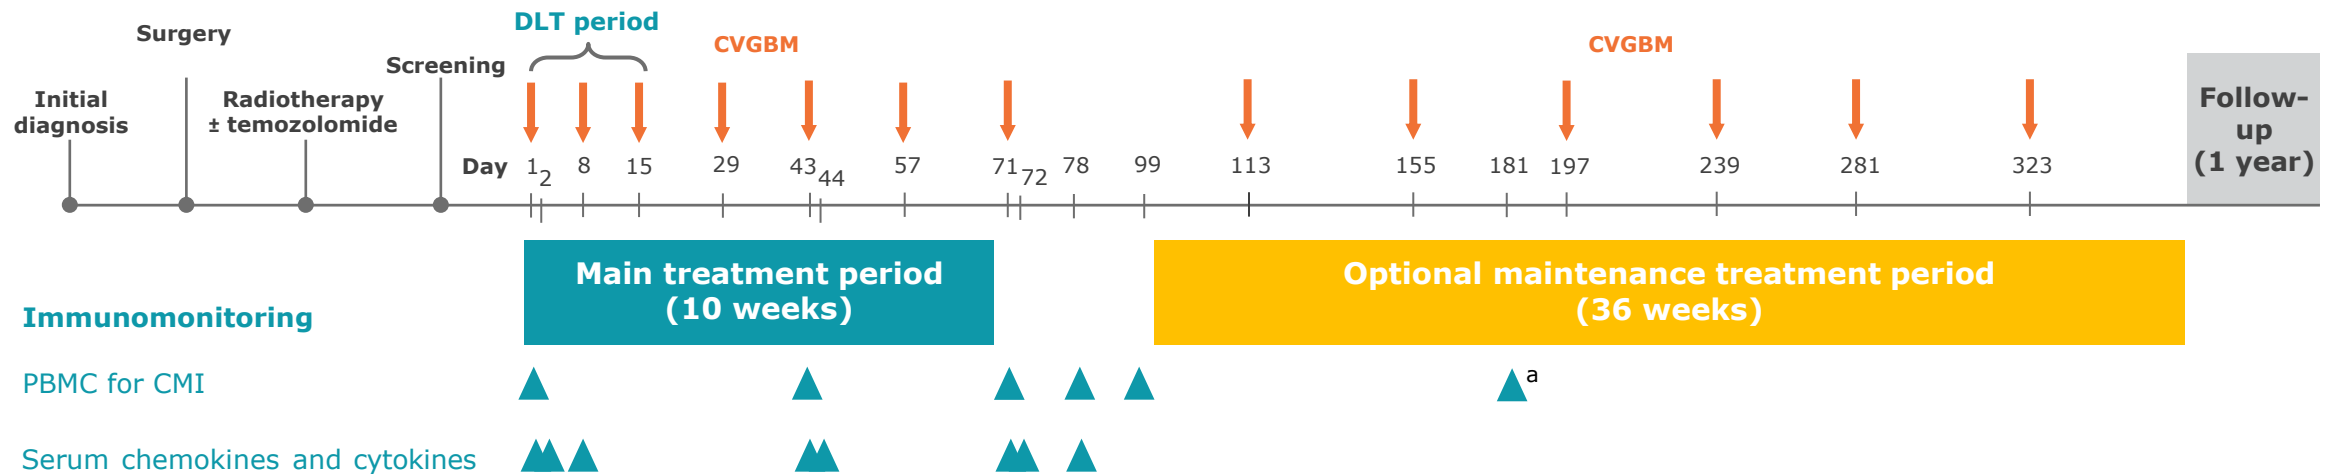 DLT period
Surgery
CVGBM
CVGBM
Screening
Initial
diagnosis
Radiotherapy
± temozolomide
Follow-
up
(1 year)
Day 1 2 8 15 29 43 44 57 71 72 78 99 113 155 181 197 239 281 323
Main treatment period
(10 weeks)
Optional maintenance treatment period
(36 weeks)
Immunomonitoring
PBMC for CMI
a
Serum chemokines and cytokines